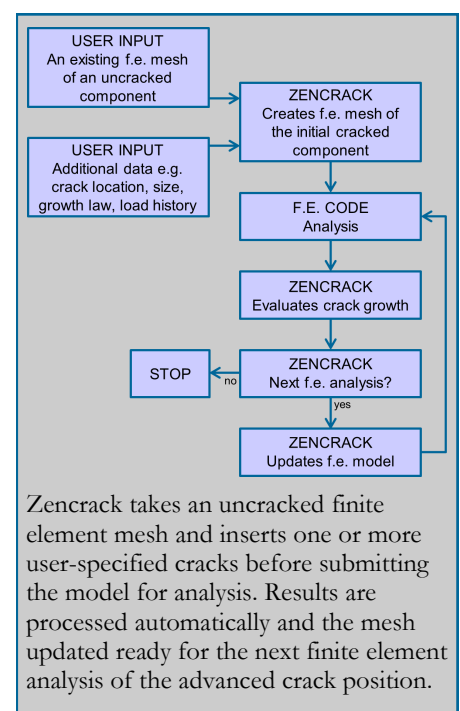 USER INPUT
An existing f.e. mesh
of an uncracked
component
ZENCRACK
Creates f.e. mesh of
the initial cracked
component
USER INPUT
Additional data e.g.
crack location, size,
growth law, load history
F.E. CODE
Analysis
ZENCRACK
Evaluates crack growth
ZENCRACK
Next f.e. analysis?
STOP
no
yes
ZENCRACK
Updates f.e. model
Zencrack takes an uncracked finite
element mesh and inserts one or more
user-specified cracks before submitting
the model for analysis. Results are
processed automatically and the mesh
updated ready for the next finite element
analysis of the advanced crack position.